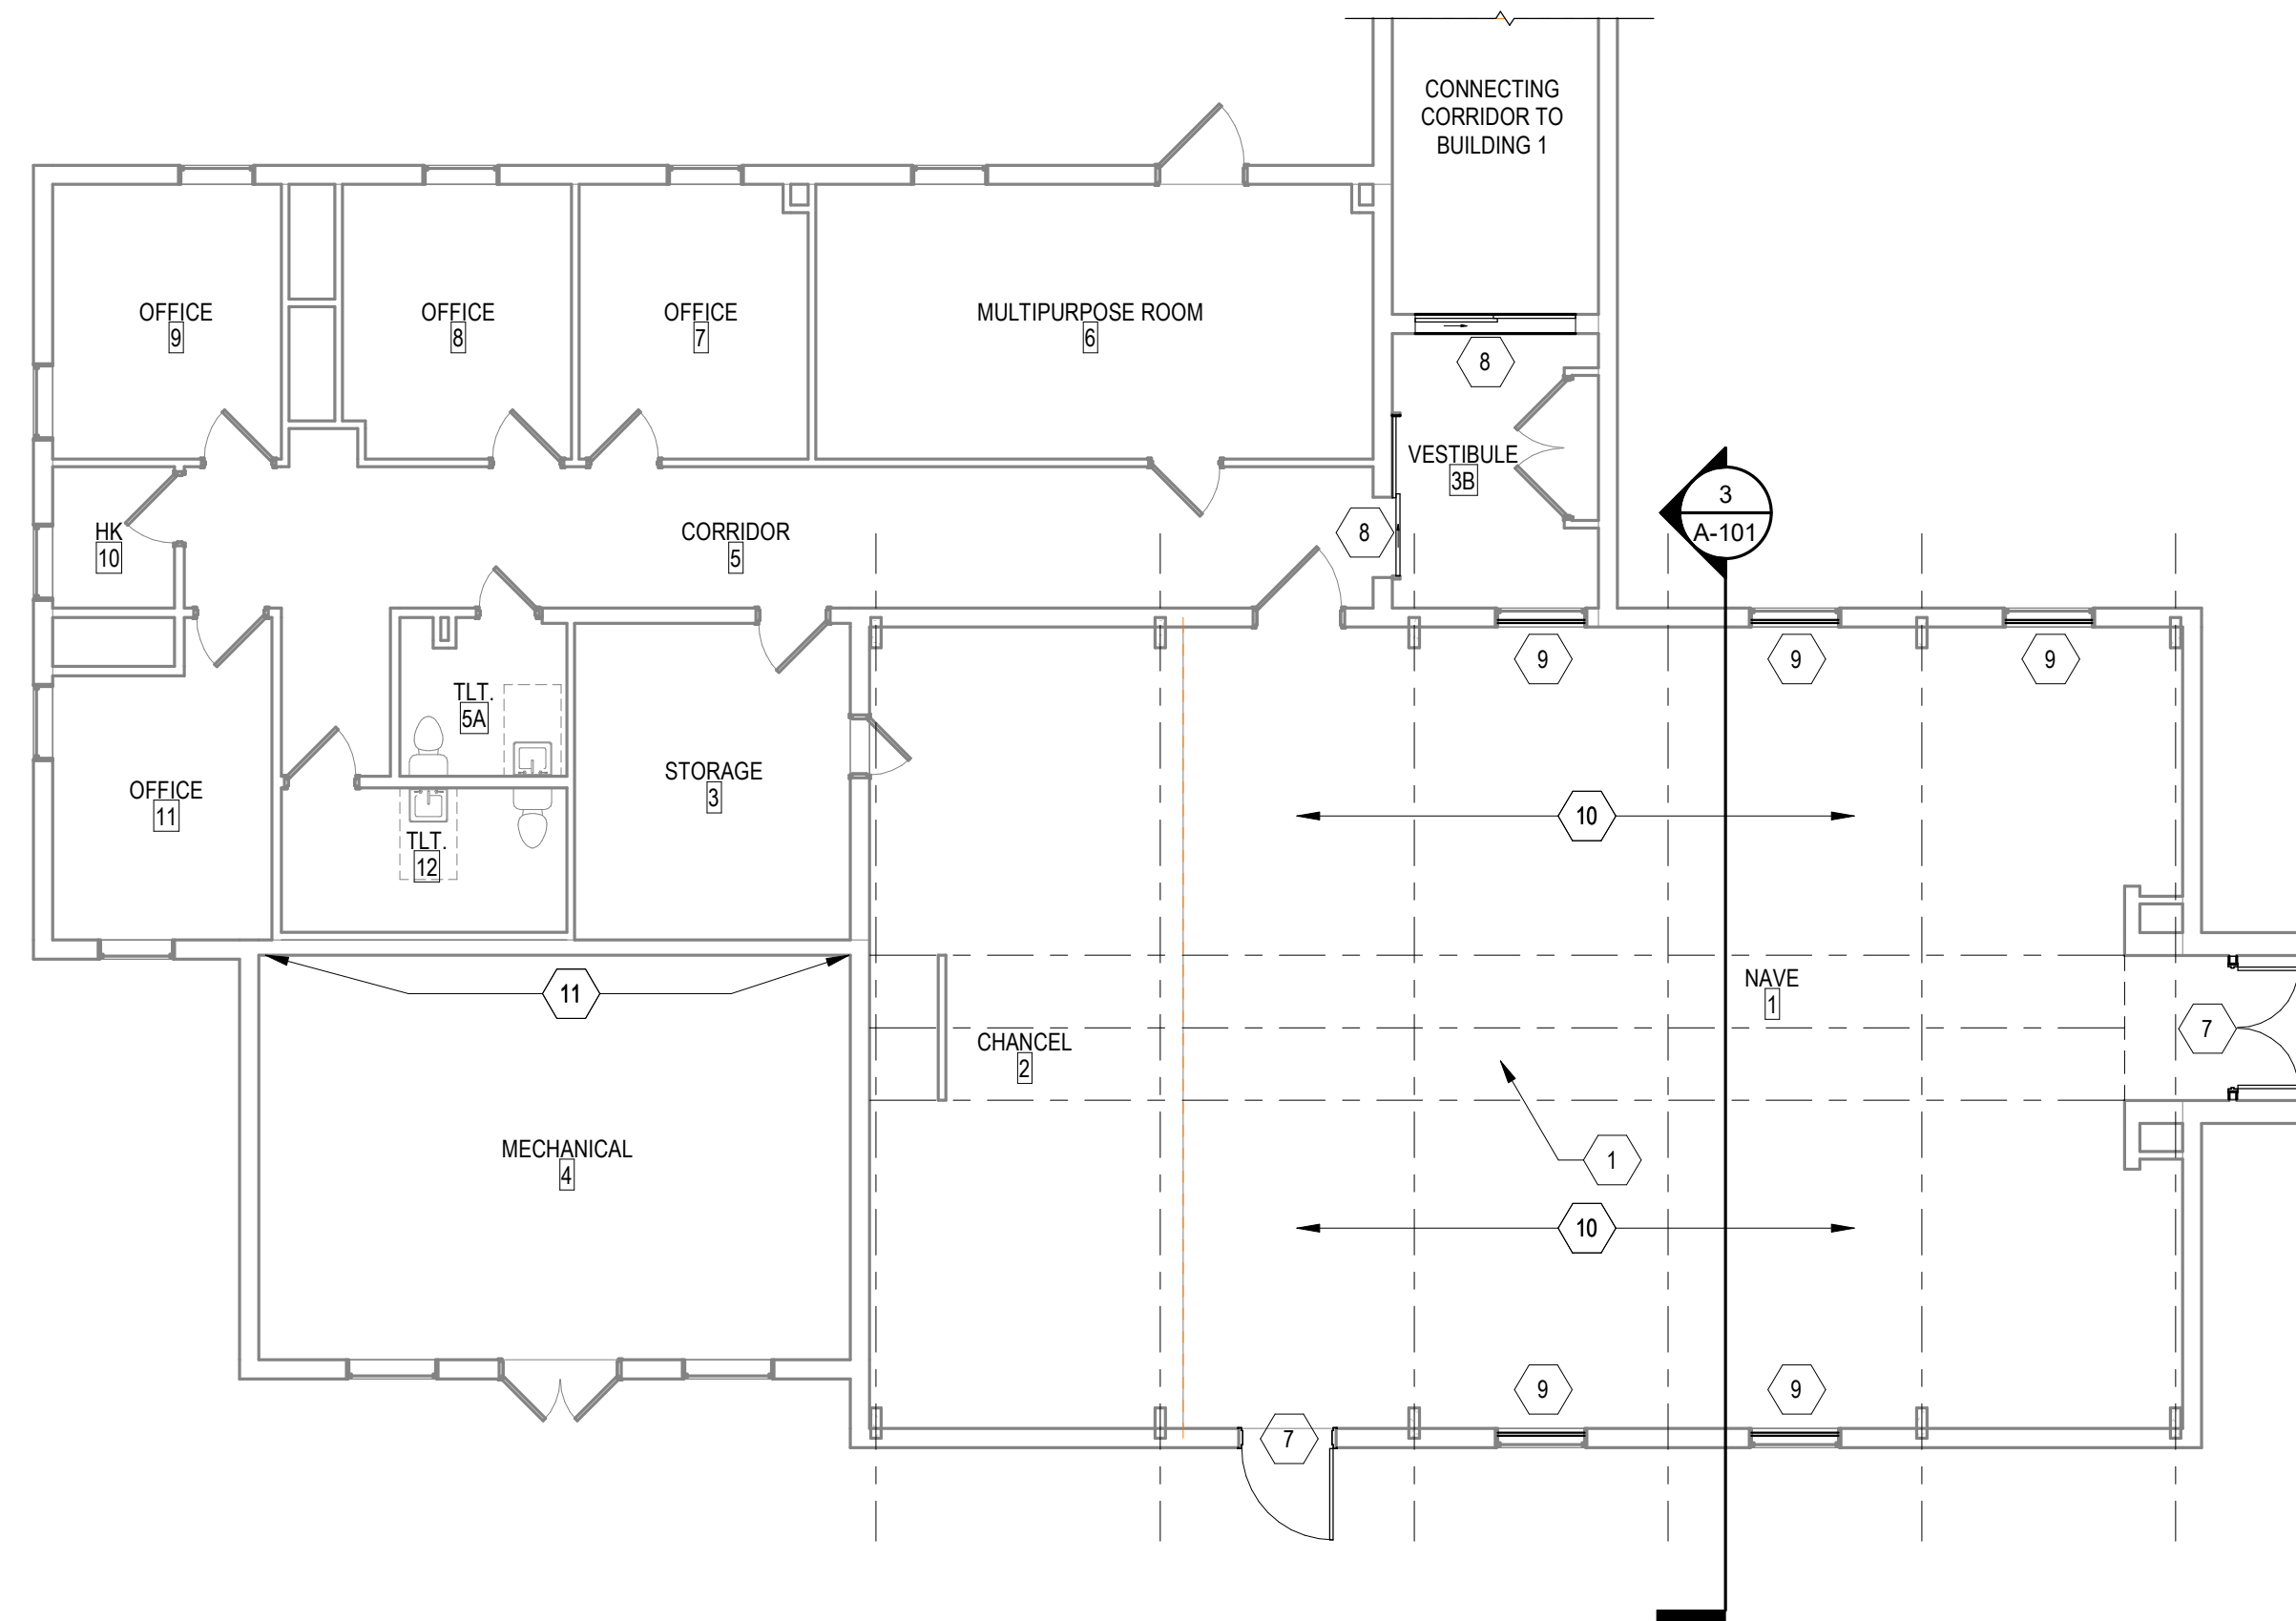 CONNECTING
CORRIDOR TO
BUILDING 1
OFFICE
9
OFFICE
8
OFFICE
7
MULTIPURPOSE ROOM
6
8
VESTIBULE
3B
3
A-101
HK
10
CORRIDOR
5
8
9
9
9
TLT.
5A
STORAGE
3
OFFICE
11
TLT.
12
10
11
NAVE
1
7
CHANCEL
2
MECHANICAL
4
1
10
9
9
7